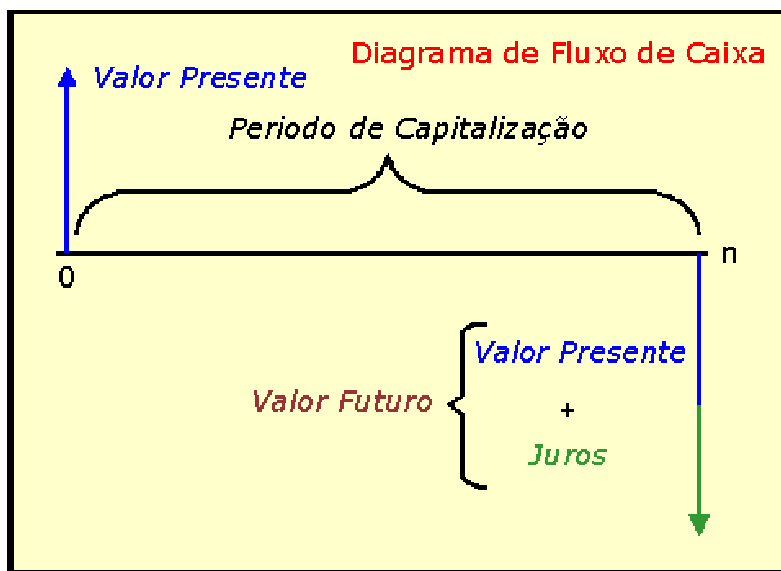 Diagrama de Fluxo de Caixa
Valor Presente
Periodo de Capitalização
0
n
Valor Futuro
Valor Presente
+
Juros